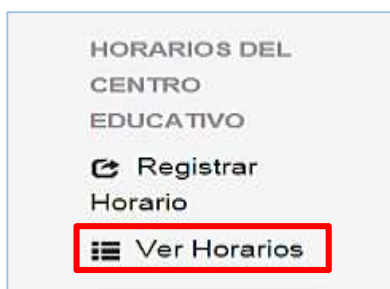 HORARIOS DEL
CENTRO
EDUCATIVO
Registrar
Horario
Ver Horarios